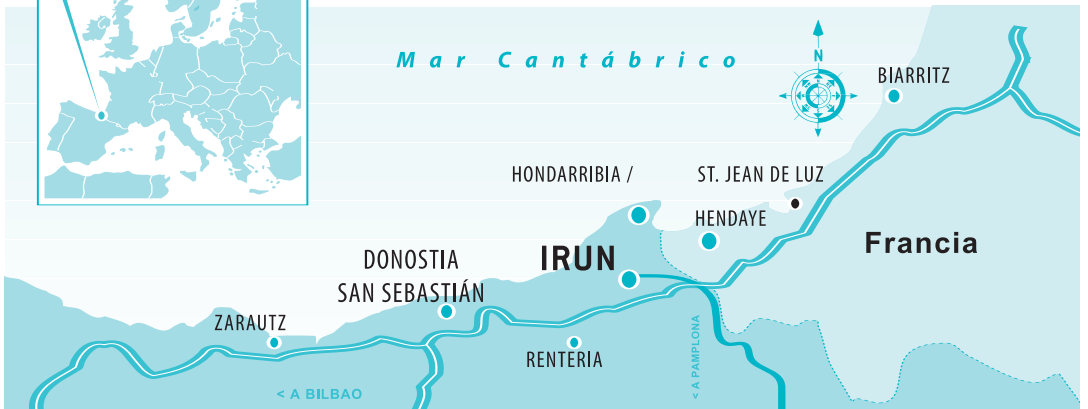 Mar Cantábrico
N
BIARRITZ
HONDARRIBIA /
ST. JEAN DE LUZ
HENDAYE
Francia
IRUN
DONOSTIA
SAN SEBASTIÁN
ZARAUTZ
RENTERIA
< A BILBAO
< A PAMPLONA